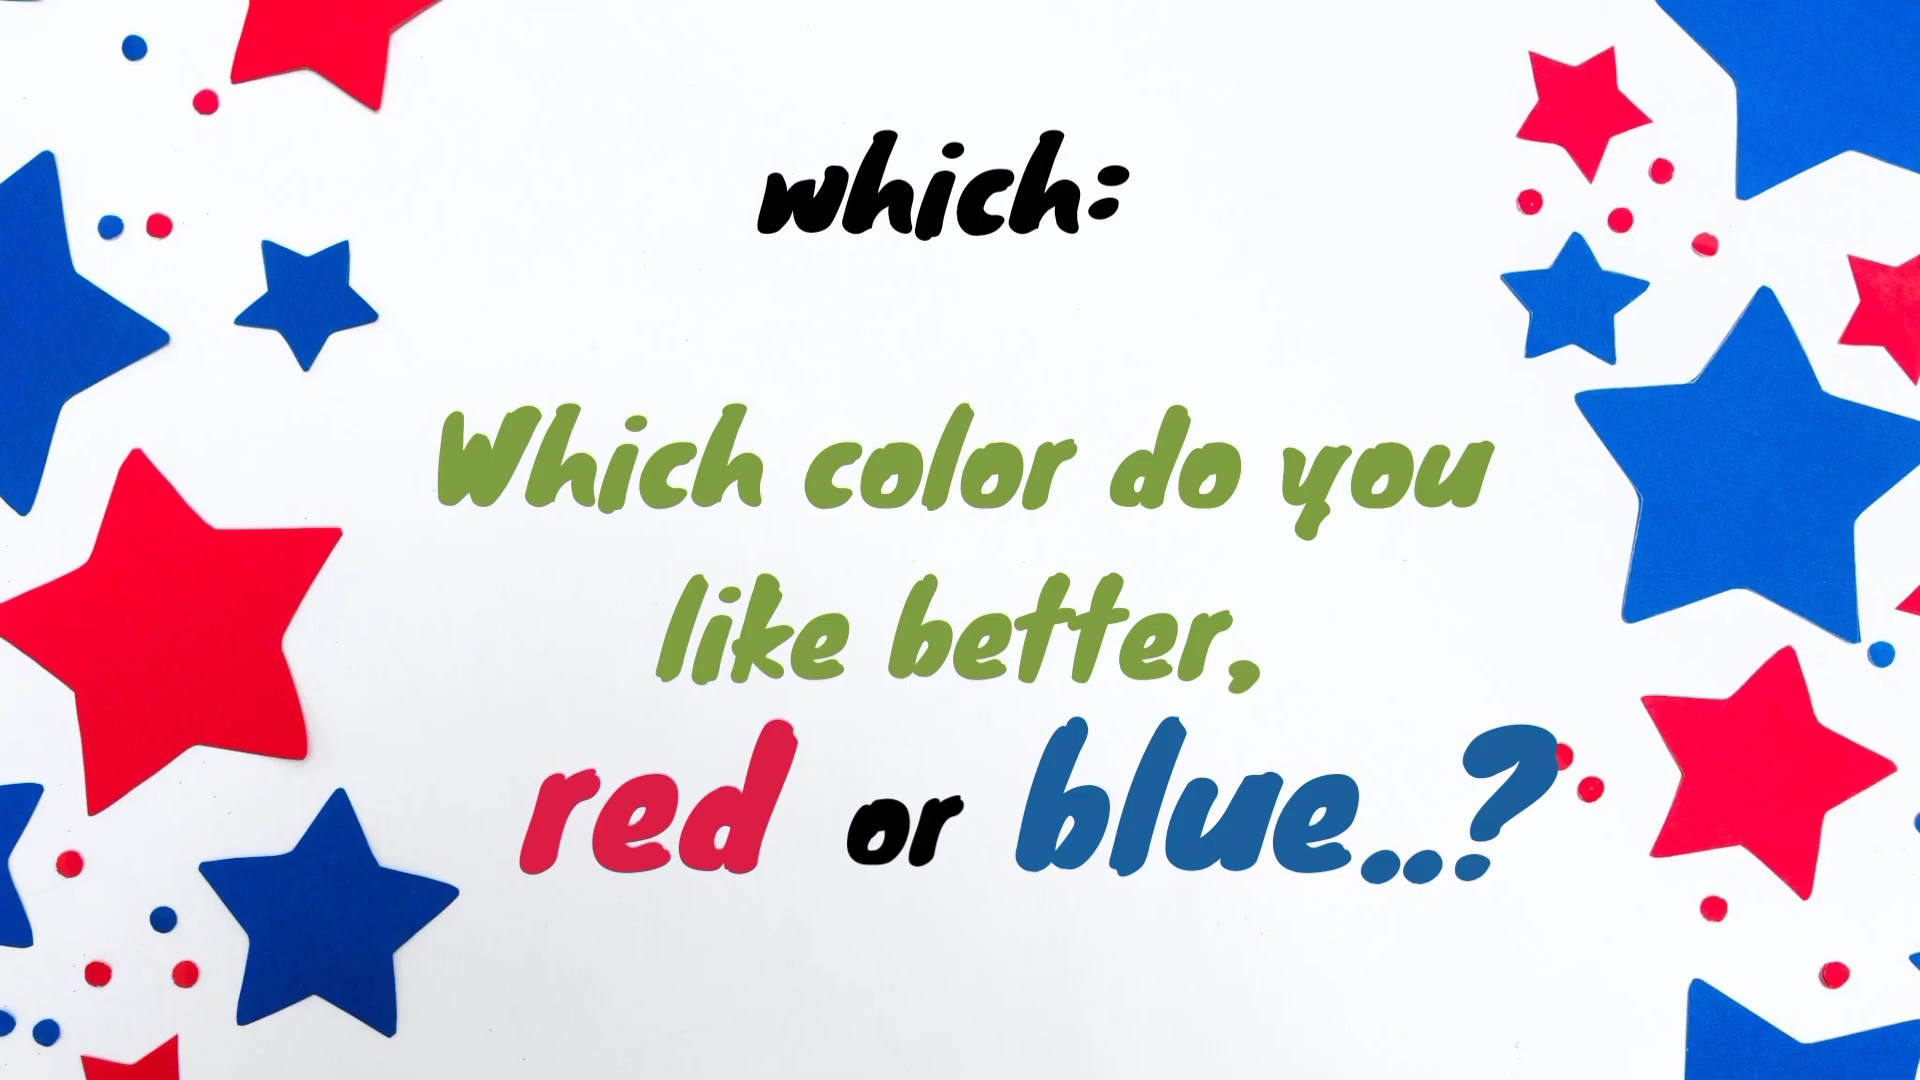 which:
Which color do you
like better,
red or blue..?